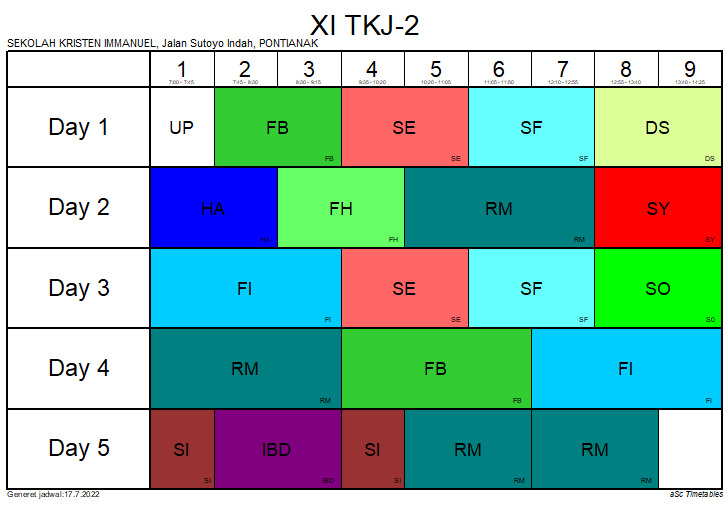 XI TKJ-2
SEKOLAH KRISTEN IMMANUEL, Jalan Sutoyo Indah, PONTIANAK
1 2 3 4 5 6 7 8 9
7:00 - 7:45 7:45 - 8:30 8:30 - 9:15 9:35 - 10:20 10:20 - 11:05 11:05 - 11:50 12:10 - 12:55 12:55 - 13:40 13:40 - 14:25
Day 1 UP FB SE SF DS
FB SE SF DS
Day 2 HA FH RM SY
HA FH RM SY
Day 3 FI SE SF SO
FI SE SF SO
Day 4 RM FB FI
RM FB FI
Day 5 SI IBD SI RM RM
SI IBD SI RM RM
Generet jadwal:17.7.2022 aSc Timetables